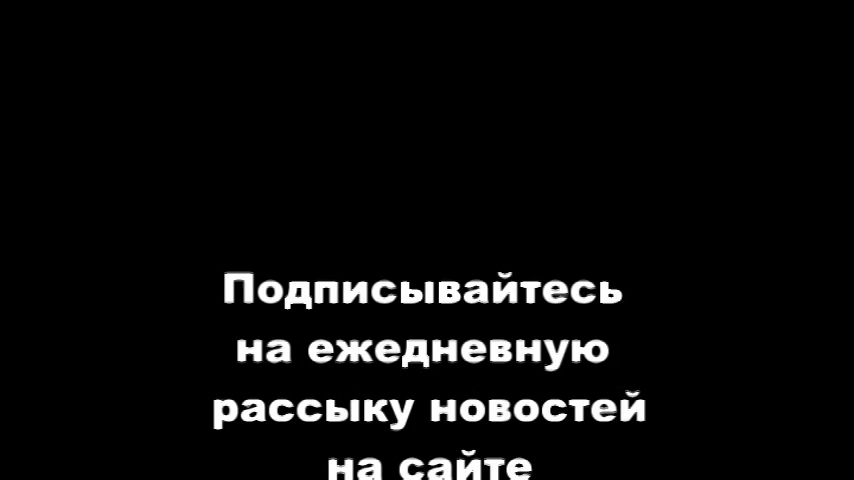 Подписывайтесь
на ежедневную
рассыку новостей
на сайте